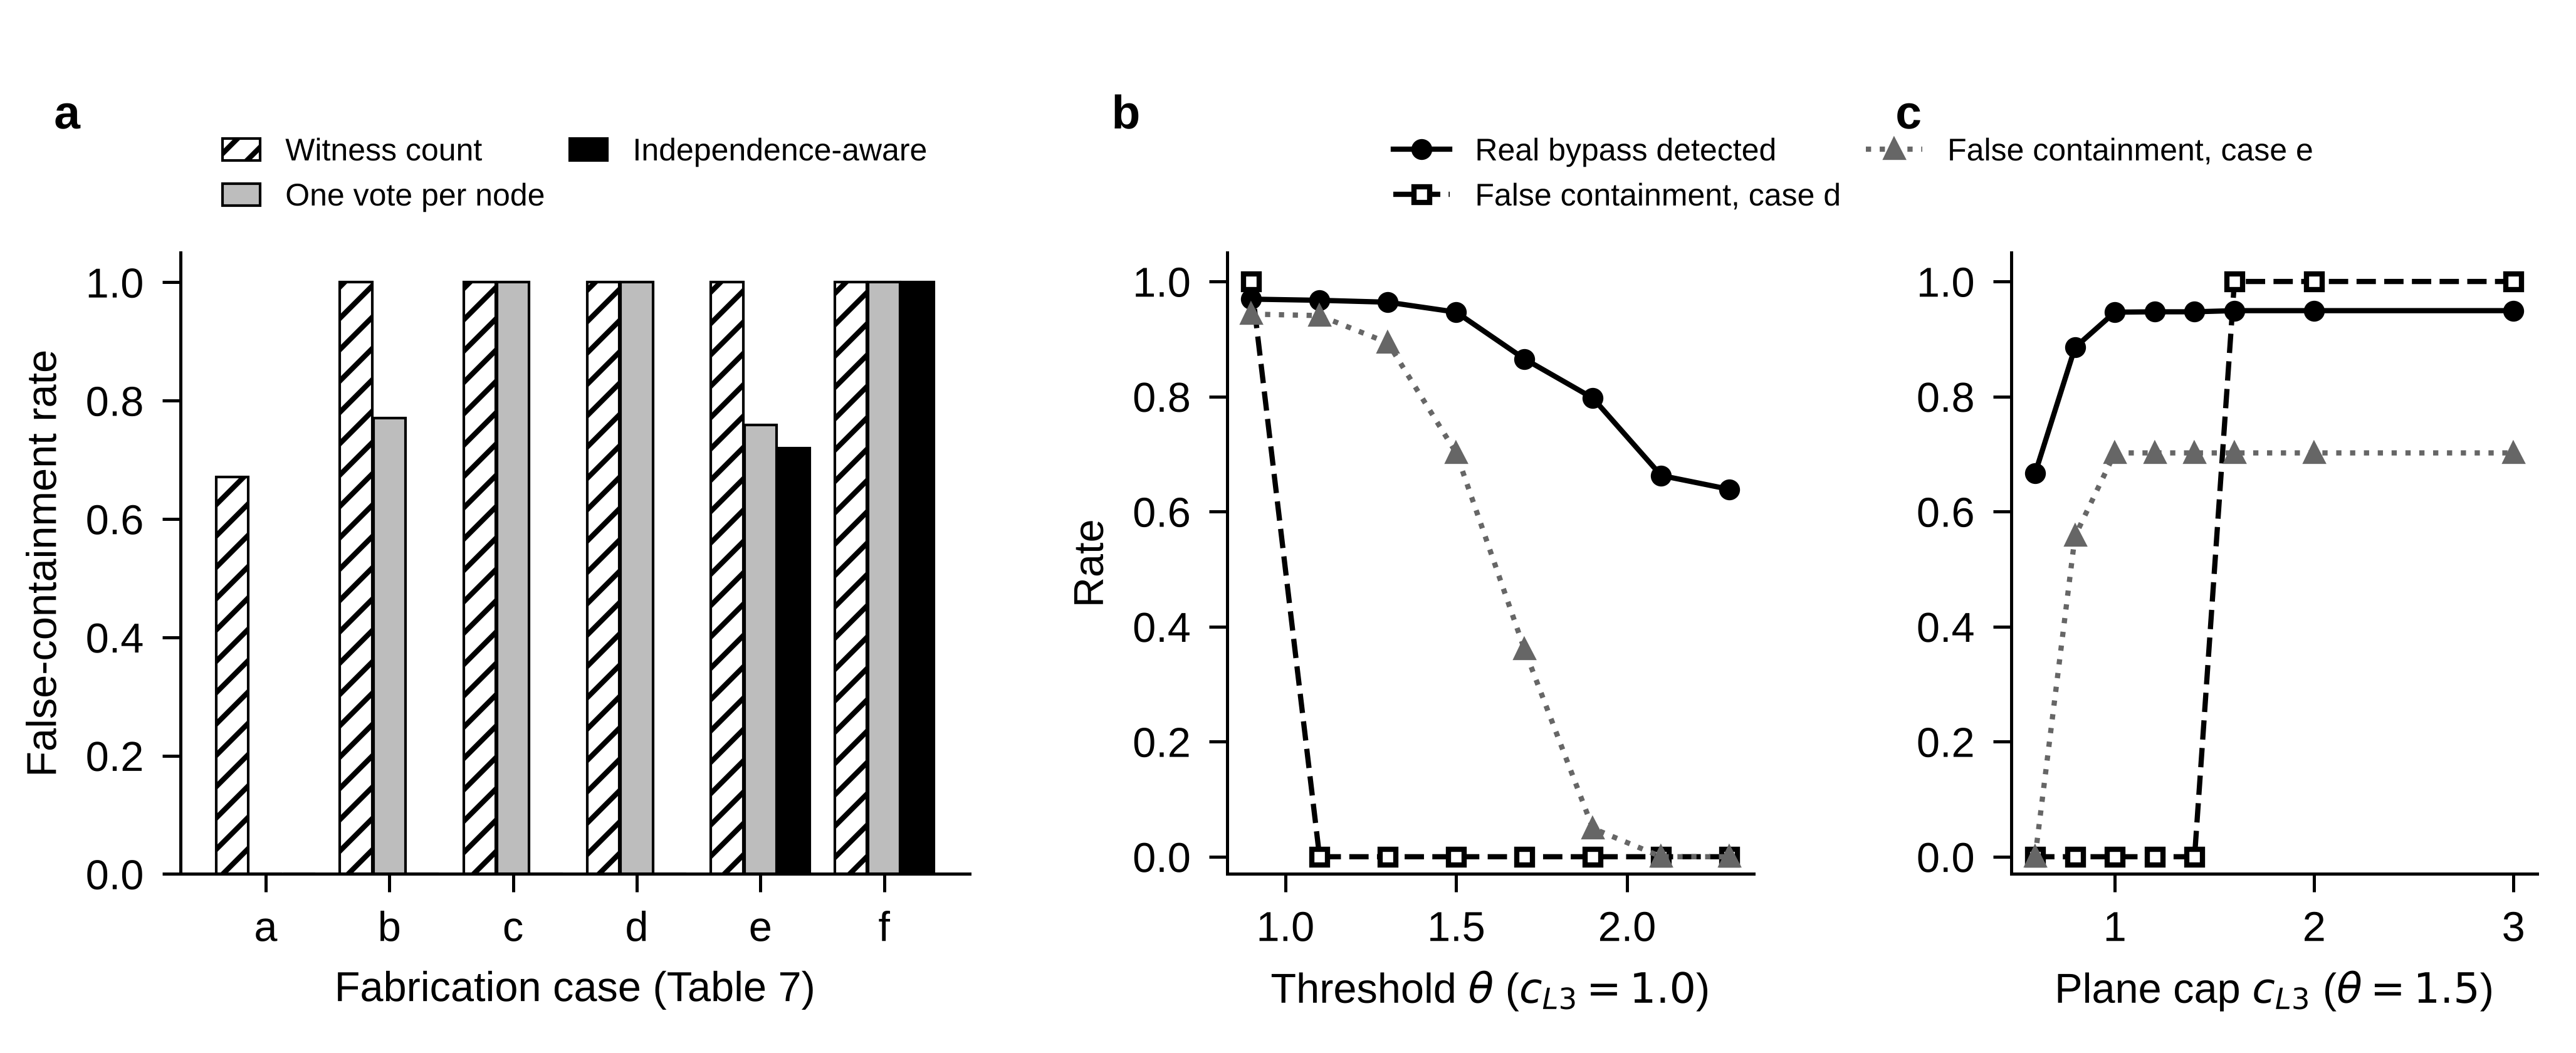 a
Witness count
Independence-aware
One vote per node
False-containment rate
1.0
0.8
0.6
0.4
0.2
0.0
a b c d e f
Fabrication case (Table 7)
b
Real bypass detected
False containment, case d
False containment, case e
Rate
1.0
0.8
0.6
0.4
0.2
0.0
1.0 1.5 2.0
Threshold θ (c_{L3} = 1.0)
c
1.0
0.8
0.6
0.4
0.2
0.0
1 2 3
Plane cap c_{L3} (θ = 1.5)